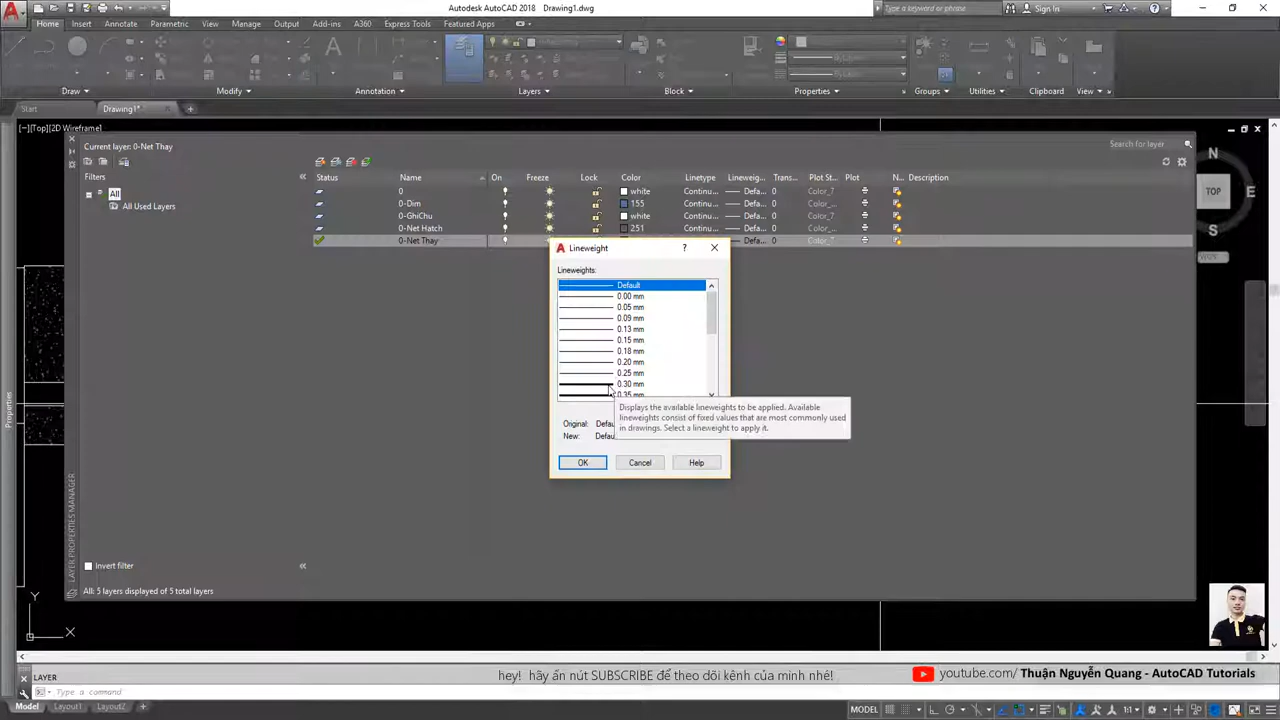 Autodesk AutoCAD 2018 Drawing1.dwg
Type a keyword or phrase
Sign In
Home Insert Annotate Parametric View Manage Output Add-ins A360 Express Tools Featured Apps
Draw Modify Annotation Layers Block Properties Groups Utilities Clipboard View
Start Drawing1*
[−][Top][2D Wireframe]
Current layer: 0-Net Thay
Search for layer
Filters
Status Name On Freeze Lock Color Linetype Lineweig... Trans... Plot St... Plot N... Description
All
All Used Layers
0 white Continu... Defa... 0 Color_7
0-Dim 155 Continu... Defa... 0
0-GhiChu white Continu... Defa... 0 Color_7
0-Net Hatch 251 Continu... Defa... 0
0-Net Thay Defa... 0
N
TOP
E
S
Lineweight
?
Lineweights:
Default
0.00 mm
0.05 mm
0.09 mm
0.13 mm
0.15 mm
0.18 mm
0.20 mm
0.25 mm
0.30 mm
0.35 mm
Displays the available lineweights to be applied. Available
lineweights consist of fixed values that are most commonly used
in drawings. Select a lineweight to apply it.
Original: Defau
New: Defau
OK Cancel Help
Properties
LAYER PROPERTIES MANAGER
Invert filter
All: 5 layers displayed of 5 total layers
Y
X
LAYER
hey! hãy ấn nút SUBSCRIBE để theo dõi kênh của mình nhé!
youtube.com/ Thuận Nguyễn Quang - AutoCAD Tutorials
Type a command
Model Layout1 Layout2 +
MODEL